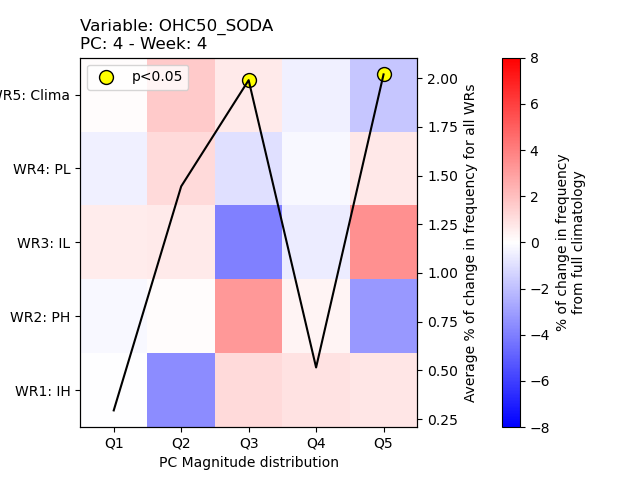 Variable: OHC50_SODA
PC: 4 - Week: 4
p<0.05
WR5: Clima
WR4: PL
WR3: IL
WR2: PH
WR1: IH
Q1 Q2 Q3 Q4 Q5
PC Magnitude distribution
2.00
1.75
1.50
1.25
1.00
0.75
0.50
0.25
Average % of change in frequency for all WRs
8
6
4
2
0
−2
−4
−6
−8
% of change in frequency
from full climatology